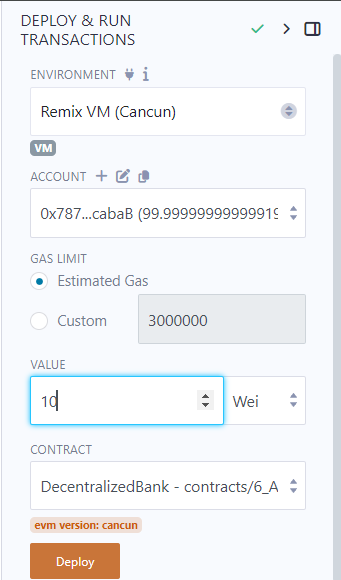 DEPLOY & RUN
TRANSACTIONS
ENVIRONMENT
Remix VM (Cancun)
VM
ACCOUNT
0x787...cabaB (99.99999999999919
GAS LIMIT
Estimated Gas
Custom 3000000
VALUE
10 Wei
CONTRACT
DecentralizedBank - contracts/6_A
evm version: cancun
Deploy